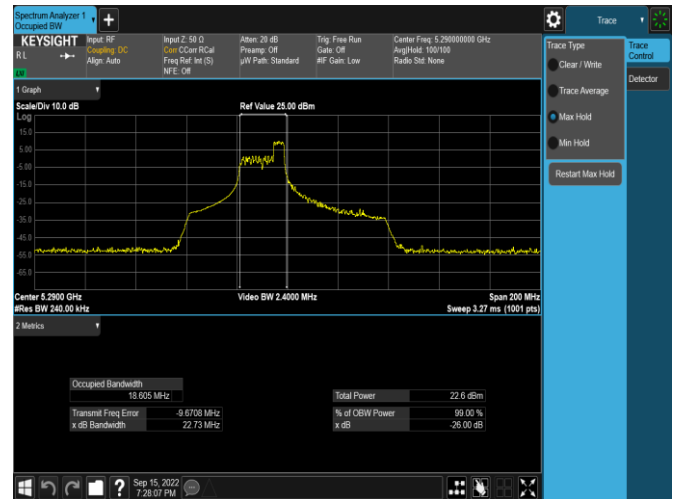 Spectrum Analyzer 1
Occupied BW
Trace
KEYSIGHT
R L
LXI
Input: RF
Coupling: DC
Align: Auto
Input Z: 50 Ω
Corr CCorr RCal
Freq Ref: Int (S)
NFE: Off
Atten: 20 dB
Preamp: Off
µW Path: Standard
Trig: Free Run
Gate: Off
#IF Gain: Low
Center Freq: 5.290000000 GHz
Avg|Hold: 100/100
Radio Std: None
Trace Type
Clear / Write
Trace Average
Max Hold
Min Hold
Restart Max Hold
Trace Control
Detector
1 Graph
Scale/Div 10.0 dB
Ref Value 25.00 dBm
Log
15.0
5.00
-5.00
-15.0
-25.0
-35.0
-45.0
-55.0
-65.0
Center 5.2900 GHz
Video BW 2.4000 MHz
Span 200 MHz
#Res BW 240.00 kHz
Sweep 3.27 ms (1001 pts)
2 Metrics
Occupied Bandwidth
18.605 MHz
Total Power 22.6 dBm
Transmit Freq Error -9.6708 MHz
% of OBW Power 99.00 %
x dB Bandwidth 22.73 MHz
x dB -26.00 dB
?
Sep 15, 2022
7:28:07 PM